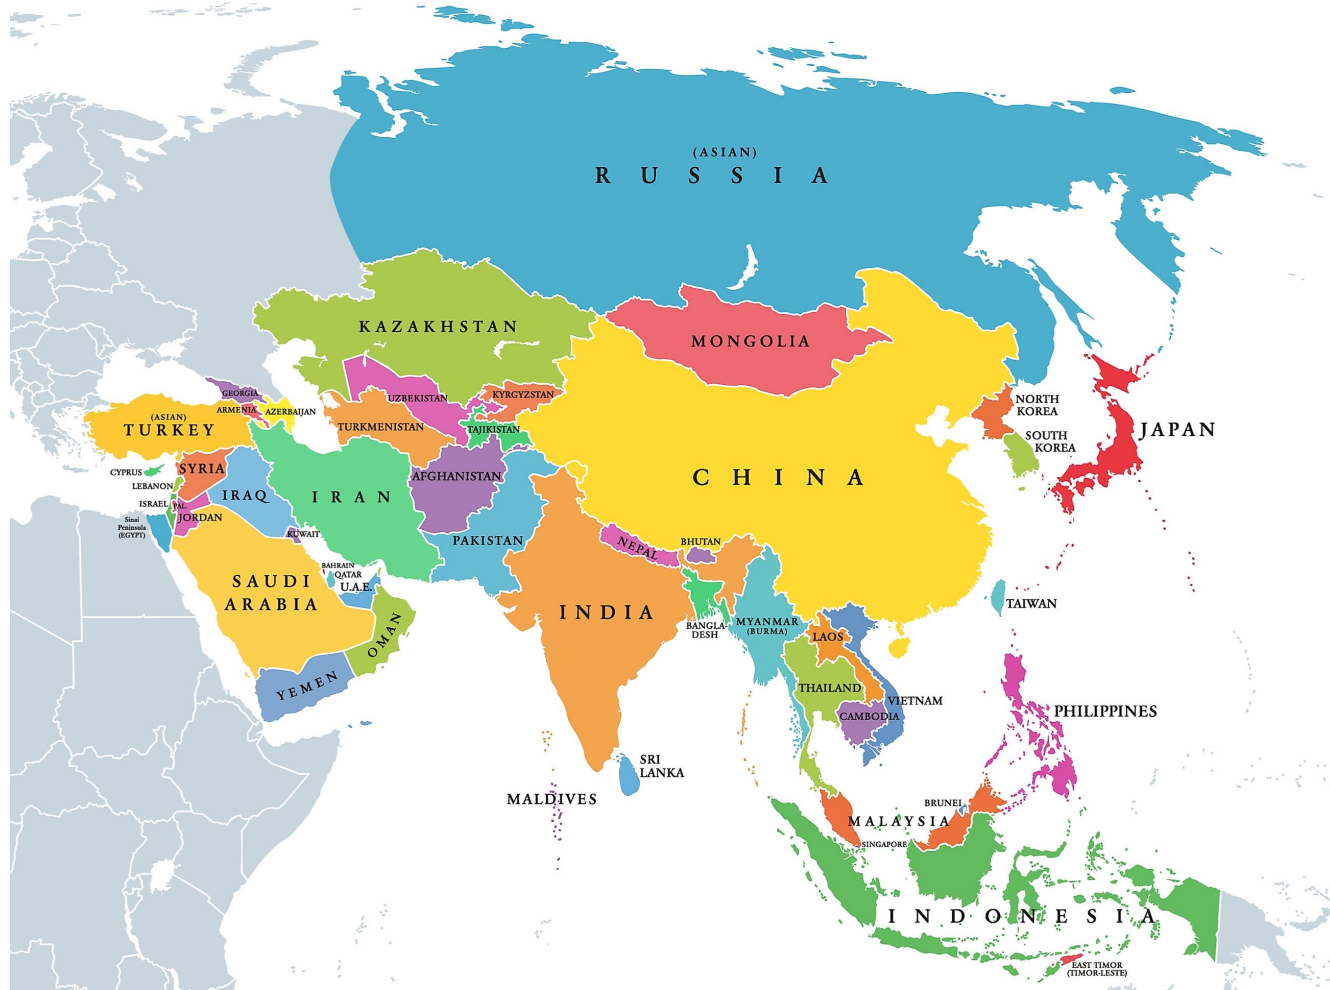 (ASIAN)
RUSSIA
KAZAKHSTAN
MONGOLIA
GEORGIA
ARMENIA
AZERBAIJAN
UZBEKISTAN
KYRGYZSTAN
(ASIAN)
TURKEY
TURKMENISTAN
TAJIKISTAN
NORTH
KOREA
SOUTH
KOREA
JAPAN
CYPRUS
SYRIA
LEBANON
ISRAEL
PAL.
JORDAN
IRAQ
IRAN
AFGHANISTAN
CHINA
Sinai
Peninsula
(EGYPT)
KUWAIT
PAKISTAN
NEPAL
BHUTAN
BAHRAIN
QATAR
U.A.E.
SAUDI
ARABIA
OMAN
YEMEN
INDIA
BANGLA-
DESH
MYANMAR
(BURMA)
LAOS
TAIWAN
THAILAND
VIETNAM
CAMBODIA
PHILIPPINES
SRI
LANKA
MALDIVES
BRUNEI
MALAYSIA
SINGAPORE
INDONESIA
EAST TIMOR
(TIMOR-LESTE)